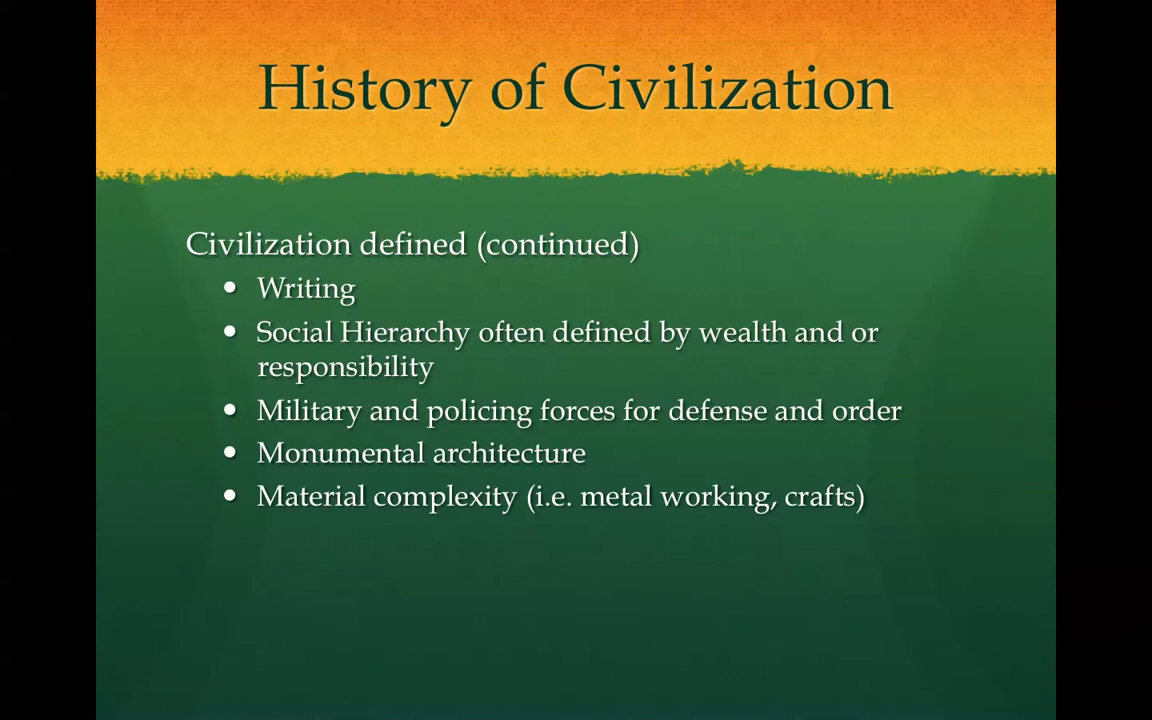 History of Civilization
Civilization defined (continued)
• Writing
• Social Hierarchy often defined by wealth and or
responsibility
• Military and policing forces for defense and order
• Monumental architecture
• Material complexity (i.e. metal working, crafts)